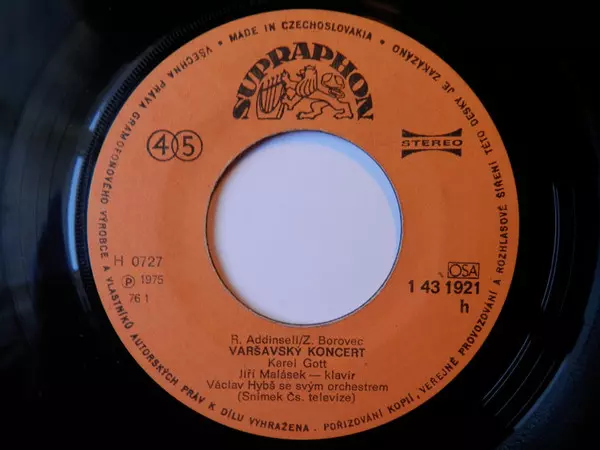 VŠECHNA PRÁVA GRAMOFONOVÉHO VÝROBCE A VLASTNÍKŮ AUTORSKÝCH PRÁV K DÍLU VYHRAŽENA. POŘIZOVÁNÍ KOPIÍ, VEŘEJNÉ PROVOZOVÁNÍ A ROZHLASOVÉ ŠÍŘENÍ TÉTO DESKY JE ZAKÁZÁNO • MADE IN CZECHOSLOVAKIA •
SUPRAPHON
45
STEREO
H 0727
℗ 1975
76 1
OSA
1 43 1921
h
R. Addinsell/Z. Borovec
VARŠAVSKÝ KONCERT
Karel Gott
Jiří Malásek — klavír
Václav Hybš se svým orchestrem
(Snímek Čs. televize)